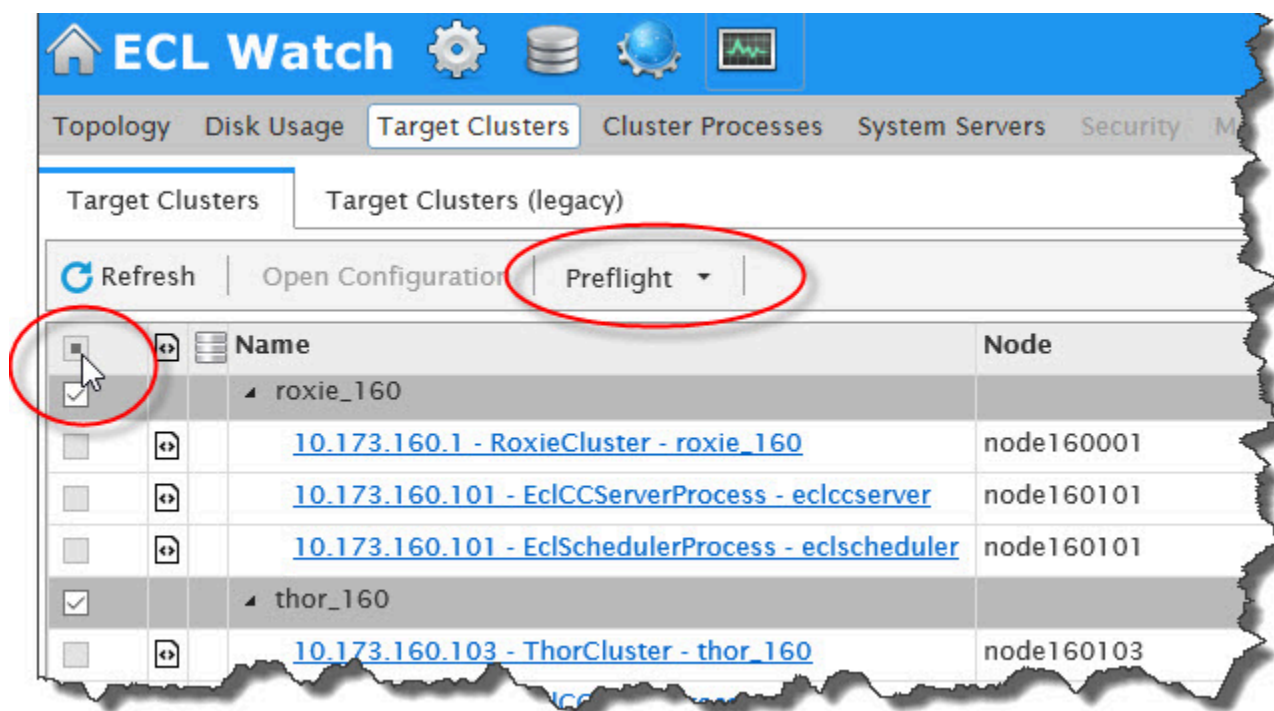 ECL Watch
Topology Disk Usage Target Clusters Cluster Processes System Servers Security
Target Clusters Target Clusters (legacy)
Refresh Open Configuration Preflight
Name Node
roxie_160
10.173.160.1 - RoxieCluster - roxie_160 node160001
10.173.160.101 - EclCCServerProcess - eclccserver node160101
10.173.160.101 - EclSchedulerProcess - eclscheduler node160101
thor_160
10.173.160.103 - ThorCluster - thor_160 node160103